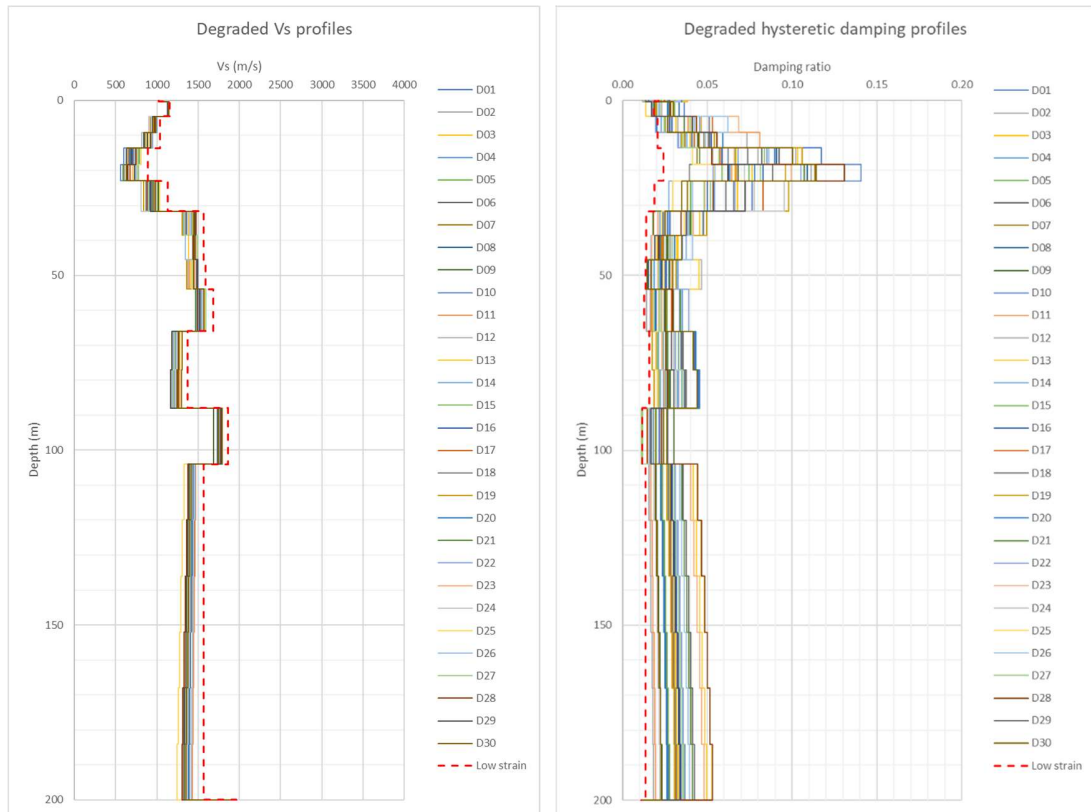 Degraded Vs profiles
Vs (m/s)
0 500 1000 1500 2000 2500 3000 3500 4000
0
50
100
150
200
Depth (m)
D01
D02
D03
D04
D05
D06
D07
D08
D09
D10
D11
D12
D13
D14
D15
D16
D17
D18
D19
D20
D21
D22
D23
D24
D25
D26
D27
D28
D29
D30
Low strain
Degraded hysteretic damping profiles
Damping ratio
0.00 0.05 0.10 0.15 0.20
0
50
100
150
200
Depth (m)
D01
D02
D03
D04
D05
D06
D07
D08
D09
D10
D11
D12
D13
D14
D15
D16
D17
D18
D19
D20
D21
D22
D23
D24
D25
D26
D27
D28
D29
D30
Low strain